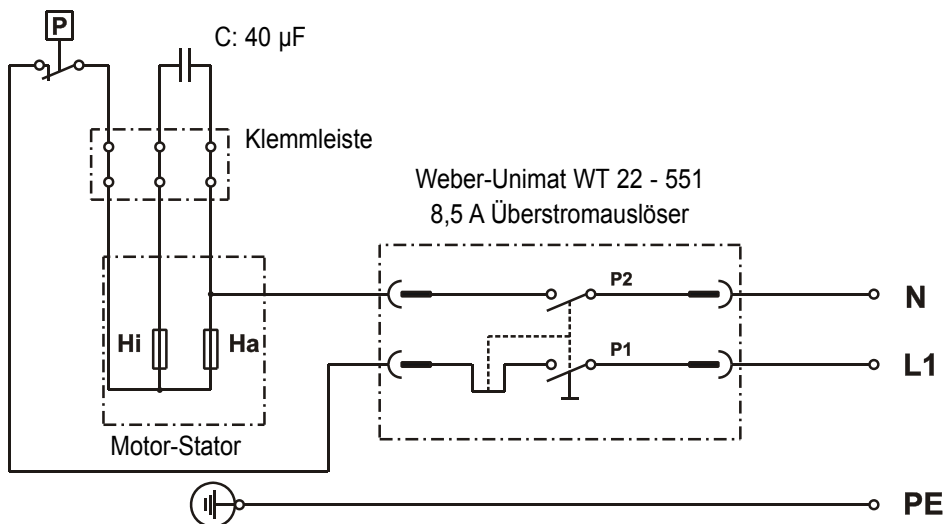 P
C: 40 µF
Klemmleiste
Weber-Unimat WT 22 - 551
8,5 A Überstromauslöser
P2
N
Hi
Ha
P1
L1
Motor-Stator
PE